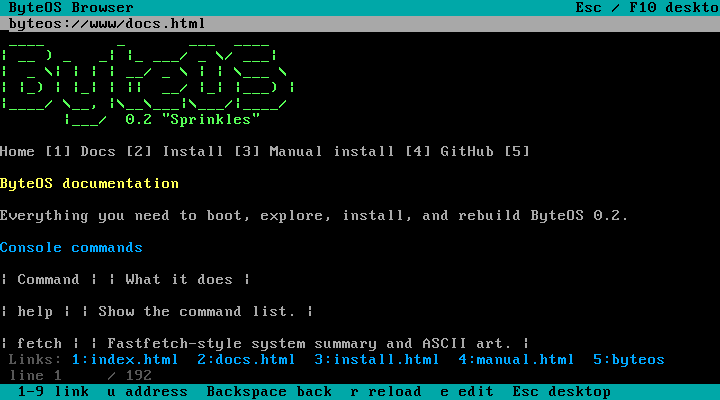 ByteOS Browser Esc / F10 deskto
byteos://www/docs.html
ByteOS
0.2 "Sprinkles"
Home [1] Docs [2] Install [3] Manual install [4] GitHub [5]
ByteOS documentation
Everything you need to boot, explore, install, and rebuild ByteOS 0.2.
Console commands
| Command | | What it does |
| help | | Show the command list. |
| fetch | | Fastfetch-style system summary and ASCII art. |
Links: 1:index.html 2:docs.html 3:install.html 4:manual.html 5:byteos
line 1 / 192
1-9 link u address Backspace back r reload e edit Esc desktop